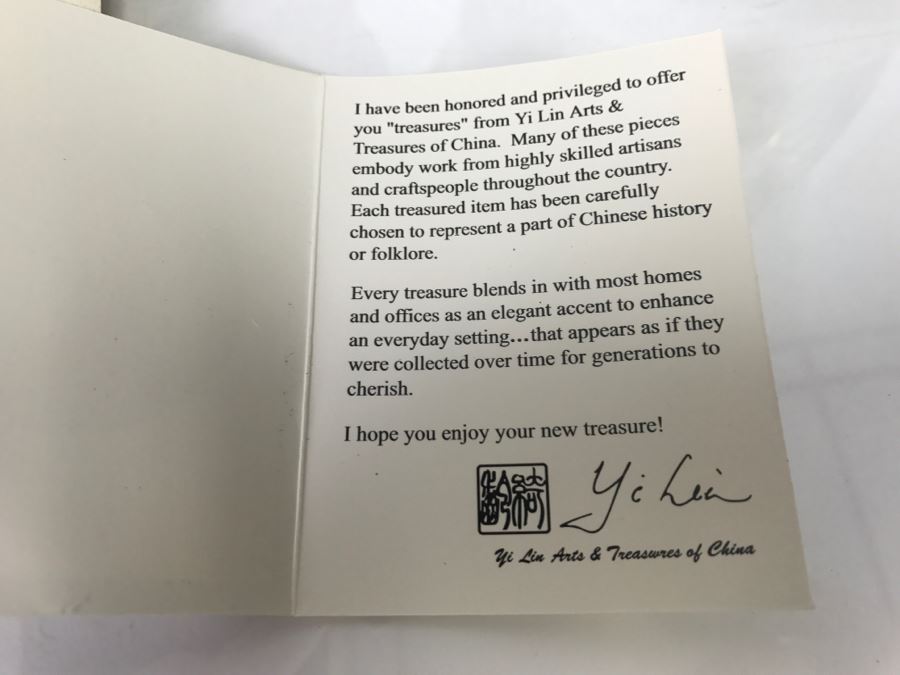 I have been honored and privileged to offer
you "treasures" from Yi Lin Arts &
Treasures of China. Many of these pieces
embody work from highly skilled artisans
and craftspeople throughout the country.
Each treasured item has been carefully
chosen to represent a part of Chinese history
or folklore.
Every treasure blends in with most homes
and offices as an elegant accent to enhance
an everyday setting...that appears as if they
were collected over time for generations to
cherish.
I hope you enjoy your new treasure!
Yi Lin
Yi Lin Arts & Treasures of China